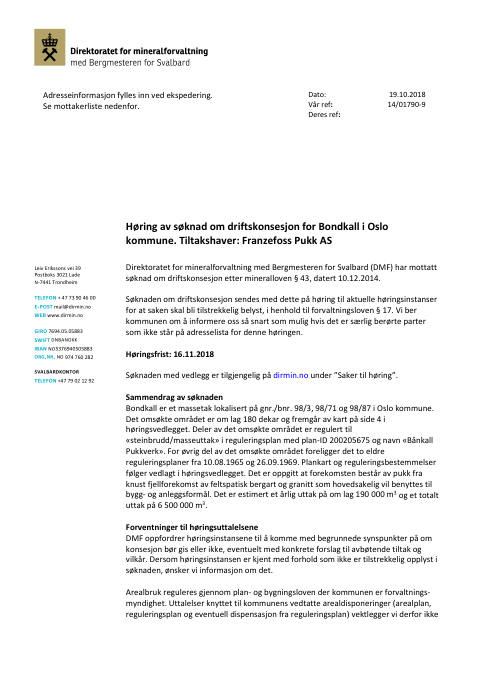 Direktoratet for mineralforvaltning
med Bergmesteren for Svalbard
Adresseinformasjon fylles inn ved ekspedering.
Se mottakerliste nedenfor.
Dato: 19.10.2018
Vår ref: 14/01790-9
Deres ref:
Høring av søknad om driftskonsesjon for Bondkall i Oslo
kommune. Tiltakshaver: Franzefoss Pukk AS
Leiv Eirikssons vei 39
Postboks 3021 Lade
N-7441 Trondheim
TELEFON + 47 73 90 46 00
E-POST mail@dirmin.no
WEB www.dirmin.no
GIRO 7694.05.05883
SWIFT DNBANOKK
IBAN NO5376940505883
ORG.NR. NO 974 760 282
SVALBARDKONTOR
TELEFON +47 79 02 12 92
Direktoratet for mineralforvaltning med Bergmesteren for Svalbard (DMF) har mottatt
søknad om driftskonsesjon etter mineralloven § 43, datert 10.12.2014.
Søknaden om driftskonsesjon sendes med dette på høring til aktuelle høringsinstanser
for at saken skal bli tilstrekkelig belyst, i henhold til forvaltningsloven § 17. Vi ber
kommunen om å informere oss så snart som mulig hvis det er særlig berørte parter
som ikke står på adresselista for denne høringen.
Høringsfrist: 16.11.2018
Søknaden med vedlegg er tilgjengelig på dirmin.no under "Saker til høring".
Sammendrag av søknaden
Bondkall er et massetak lokalisert på gnr./bnr. 98/3, 98/71 og 98/87 i Oslo kommune.
Det omsøkte området er om lag 180 dekar og fremgår av kart på side 4 i
høringsvedlegget. Deler av det omsøkte området er regulert til
«steinbrudd/masseuttak» i reguleringsplan med plan-ID 200205675 og navn «Bånkall
Pukkverk». For øvrig del av det omsøkte området foreligger det to eldre
reguleringsplaner fra 10.08.1965 og 26.09.1969. Plankart og reguleringsbestemmelser
følger vedlagt i høringsvedlegget. Det er oppgitt at forekomsten består av pukk fra
knust fjellforekomst av feltspatisk bergart og granitt som hovedsakelig vil benyttes til
bygg- og anleggsformål. Det er estimert et årlig uttak på om lag 190 000 m³ og et totalt
uttak på 6 500 000 m³.
Forventninger til høringsuttalelsene
DMF oppfordrer høringsinstansene til å komme med begrunnede synspunkter på om
konsesjon bør gis eller ikke, eventuelt med konkrete forslag til avbøtende tiltak og
vilkår. Dersom høringsinstansen er kjent med forhold som ikke er tilstrekkelig opplyst i
søknaden, ønsker vi informasjon om det.
Arealbruk reguleres gjennom plan- og bygningsloven der kommunen er forvaltnings-
myndighet. Uttalelser knyttet til kommunens vedtatte arealdisponeringer (arealplan,
reguleringsplan og eventuell dispensasjon fra reguleringsplan) vektlegger vi derfor ikke